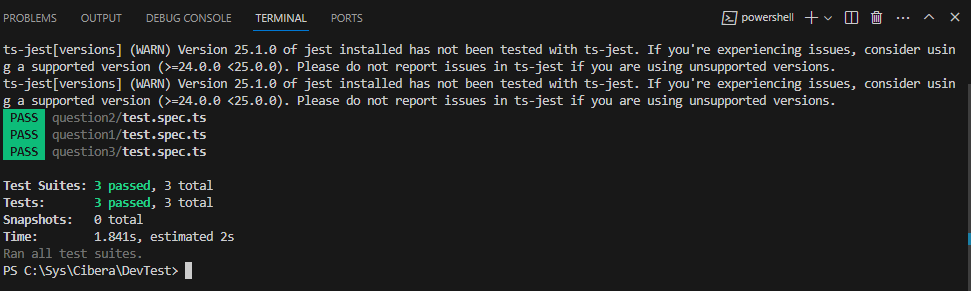 PROBLEMS OUTPUT DEBUG CONSOLE TERMINAL PORTS powershell
ts-jest[versions] (WARN) Version 25.1.0 of jest installed has not been tested with ts-jest. If you're experiencing issues, consider usin
g a supported version (>=24.0.0 <25.0.0). Please do not report issues in ts-jest if you are using unsupported versions.
ts-jest[versions] (WARN) Version 25.1.0 of jest installed has not been tested with ts-jest. If you're experiencing issues, consider usin
g a supported version (>=24.0.0 <25.0.0). Please do not report issues in ts-jest if you are using unsupported versions.
PASS question2/test.spec.ts
PASS question1/test.spec.ts
PASS question3/test.spec.ts
Test Suites: 3 passed, 3 total
Tests: 3 passed, 3 total
Snapshots: 0 total
Time: 1.841s, estimated 2s
Ran all test suites.
PS C:\Sys\Cibera\DevTest>